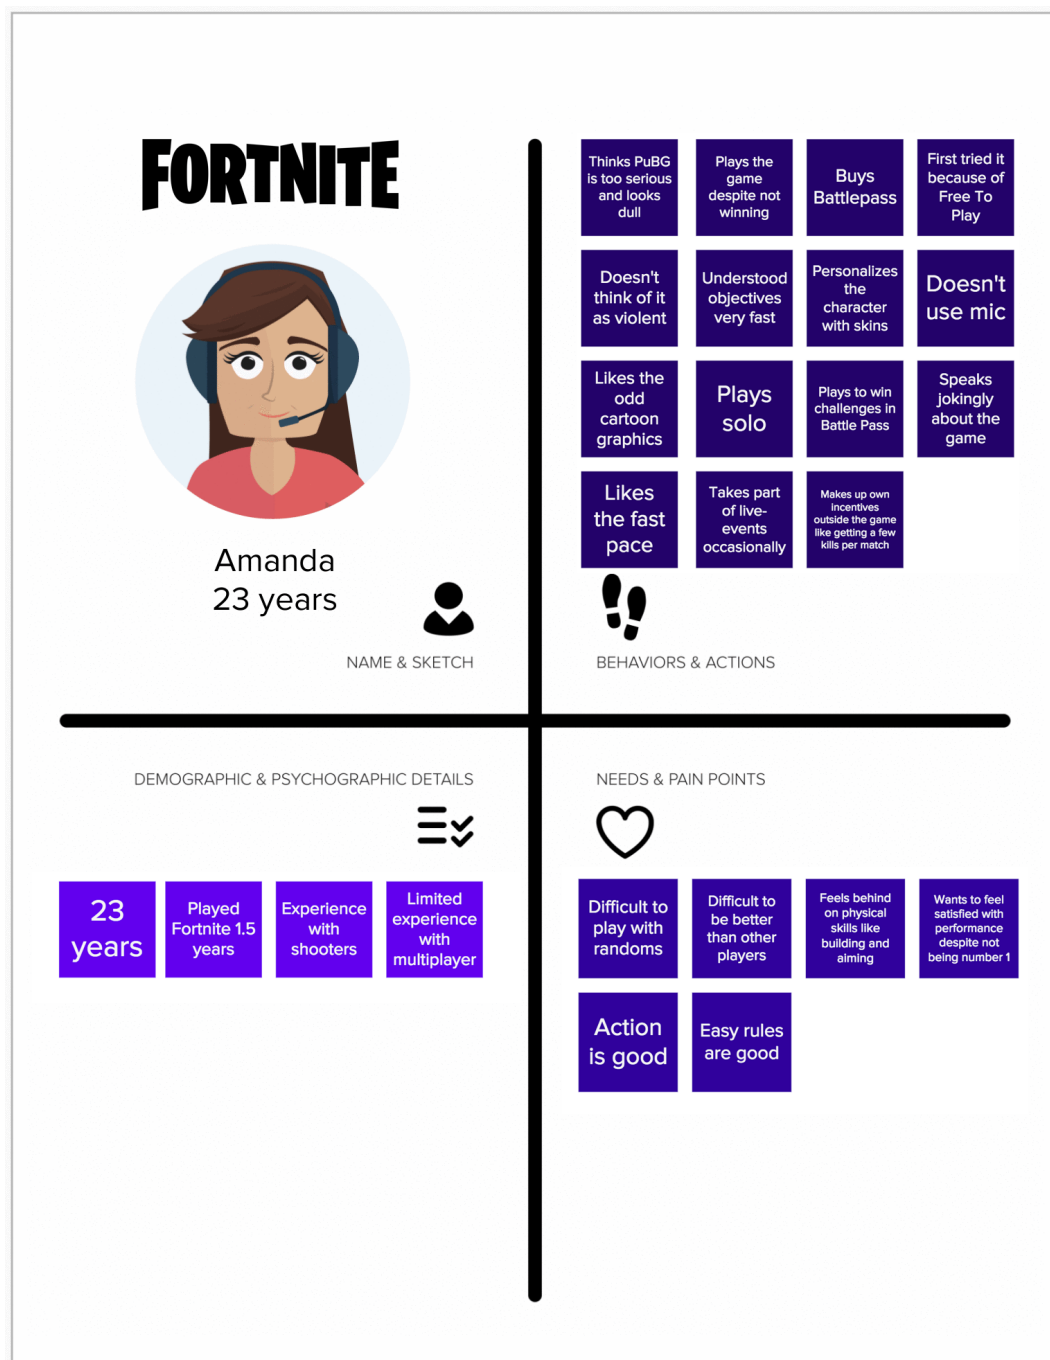 FORTNITE
Amanda
23 years
NAME & SKETCH
Thinks PuBG
is too serious
and looks
dull
Plays the
game
despite not
winning
Buys
Battlepass
First tried it
because of
Free To
Play
Doesn't
think of it
as violent
Understood
objectives
very fast
Personalizes
the
character
with skins
Doesn't
use mic
Likes the
odd
cartoon
graphics
Plays
solo
Plays to win
challenges in
Battle Pass
Speaks
jokingly
about the
game
Likes
the fast
pace
Takes part
of live-
events
occasionally
Makes up own
incentives
outside the game
like getting a few
kills per match
BEHAVIORS & ACTIONS
DEMOGRAPHIC & PSYCHOGRAPHIC DETAILS
23
years
Played
Fortnite 1.5
years
Experience
with
shooters
Limited
experience
with
multiplayer
NEEDS & PAIN POINTS
Difficult to
play with
randoms
Difficult to
be better
than other
players
Feels behind
on physical
skills like
building and
aiming
Wants to feel
satisfied with
performance
despite not
being number 1
Action
is good
Easy rules
are good